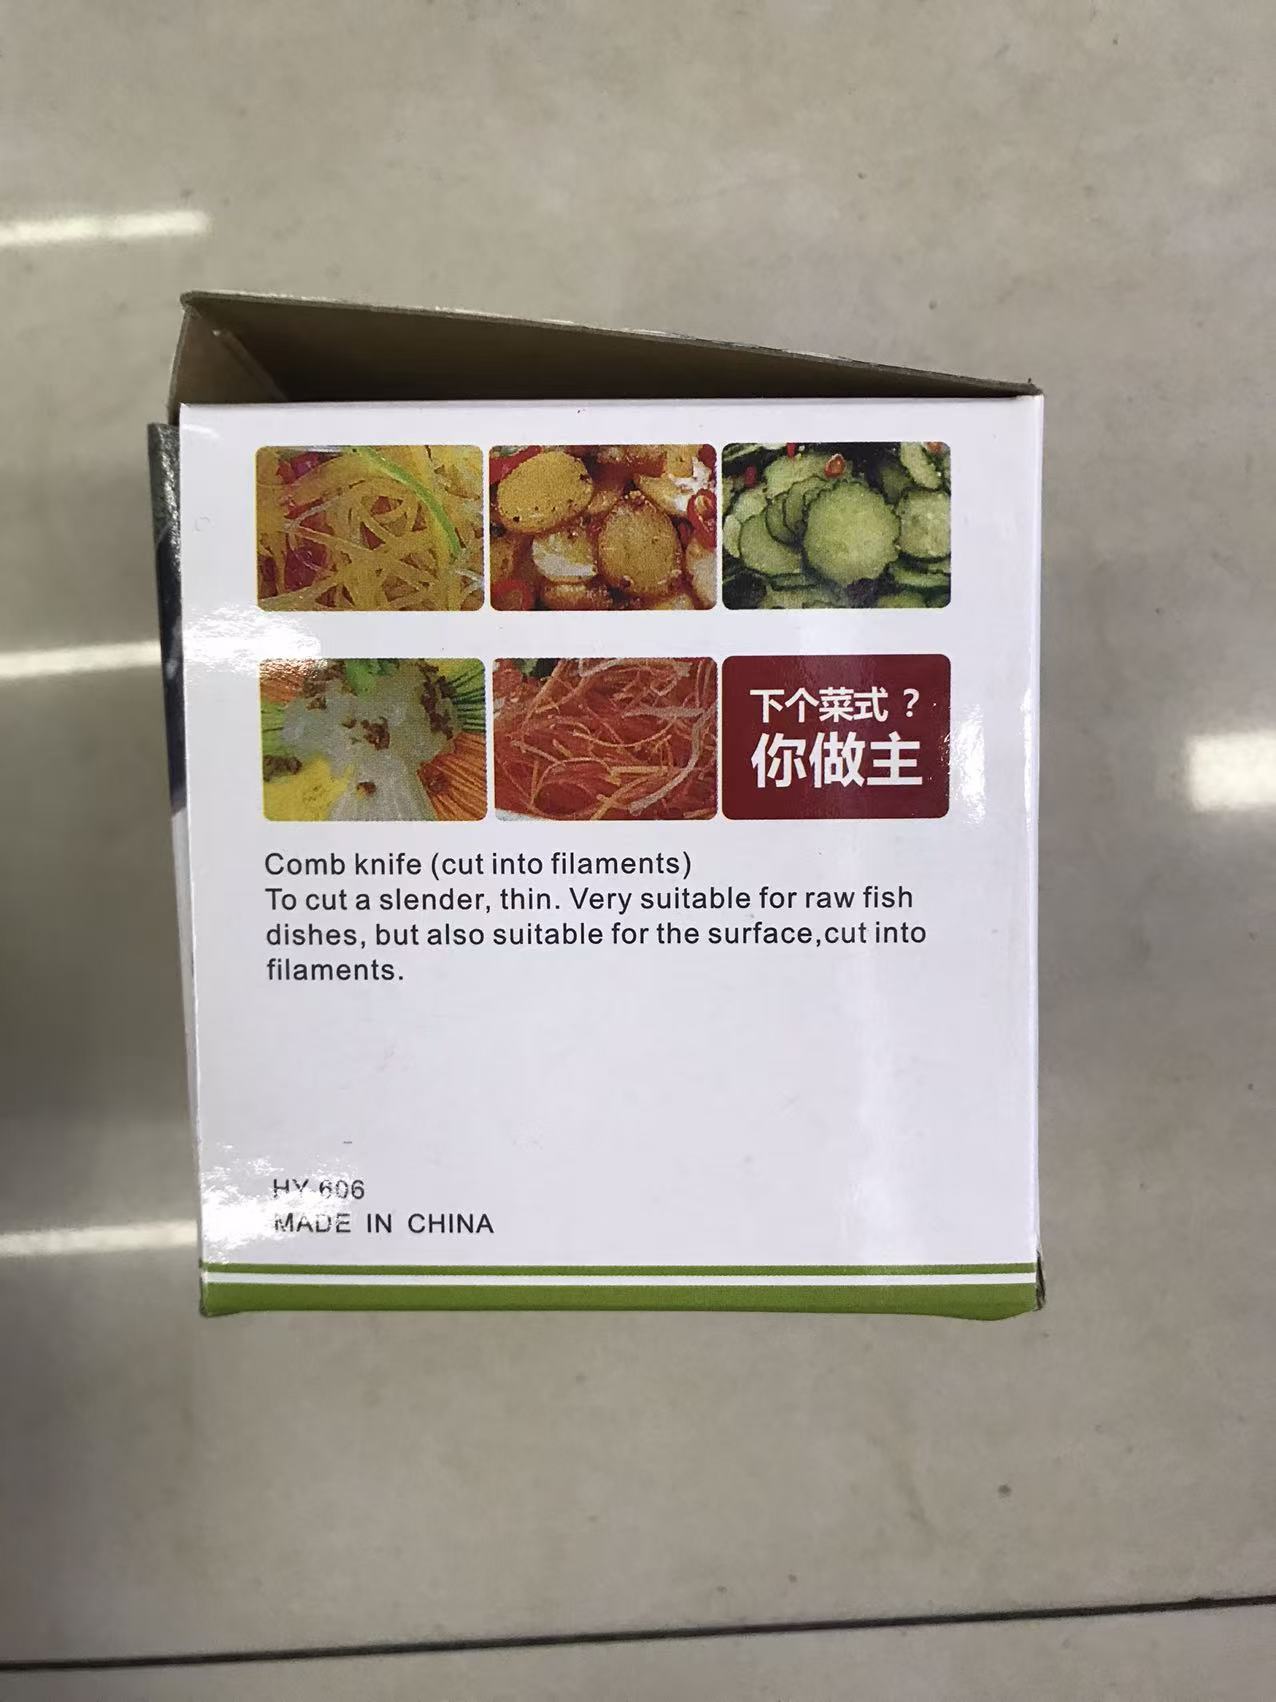 下个菜式？
你做主
Comb knife (cut into filaments)
To cut a slender, thin. Very suitable for raw fish
dishes, but also suitable for the surface,cut into
filaments.
HY-606
MADE IN CHINA